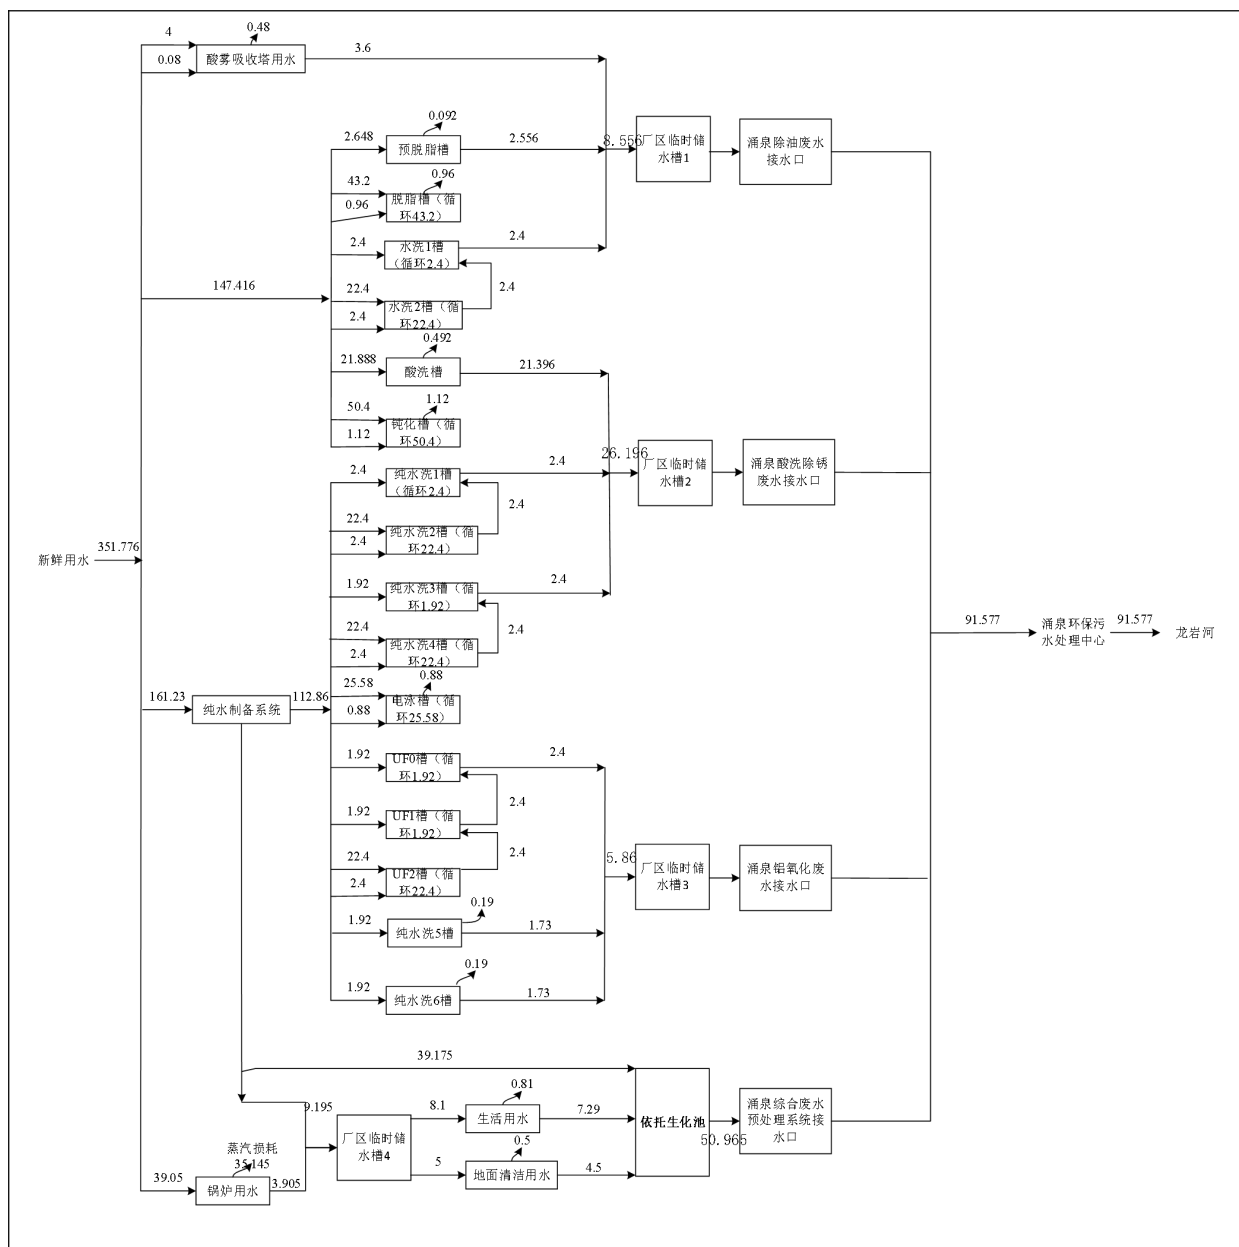 0.48
4
3.6
酸雾吸收塔用水
0.08
0.092
2.648
2.556
预脱脂槽
8.556
厂区临时储
水槽1
涌泉除油废水
接水口
0.96
43.2
脱脂槽（循
环43.2）
0.96
2.4
水洗1槽
（循环2.4）
2.4
2.4
147.416
22.4
水洗2槽（循
环22.4）
2.4
0.492
21.888
酸洗槽
21.396
1.12
50.4
钝化槽（循
环50.4）
1.12
26.196
厂区临时储
水槽2
涌泉酸洗除锈
废水接水口
2.4
纯水洗1槽
（循环2.4）
2.4
2.4
22.4
纯水洗2槽（循
环22.4）
2.4
新鲜用水
351.776
1.92
纯水洗3槽（循
环1.92）
2.4
2.4
22.4
纯水洗4槽（循
环22.4）
2.4
91.577
涌泉环保污
水处理中心
91.577
龙岩河
0.88
25.58
161.23
纯水制备系统
112.86
电泳槽（循
环25.58）
0.88
1.92
UF0槽（循
环1.92）
2.4
2.4
1.92
UF1槽（循
环1.92）
2.4
22.4
UF2槽（循
环22.4）
2.4
5.86
厂区临时储
水槽3
涌泉铝氧化废
水接水口
0.19
1.92
纯水洗5槽
1.73
0.19
1.92
纯水洗6槽
1.73
39.175
9.195
8.1
0.81
生活用水
7.29
厂区临时储
水槽4
依托生化池
50.965
涌泉综合废水
预处理系统接
水口
5
0.5
地面清洁用水
4.5
蒸汽损耗
35.145
39.05
锅炉用水
3.905